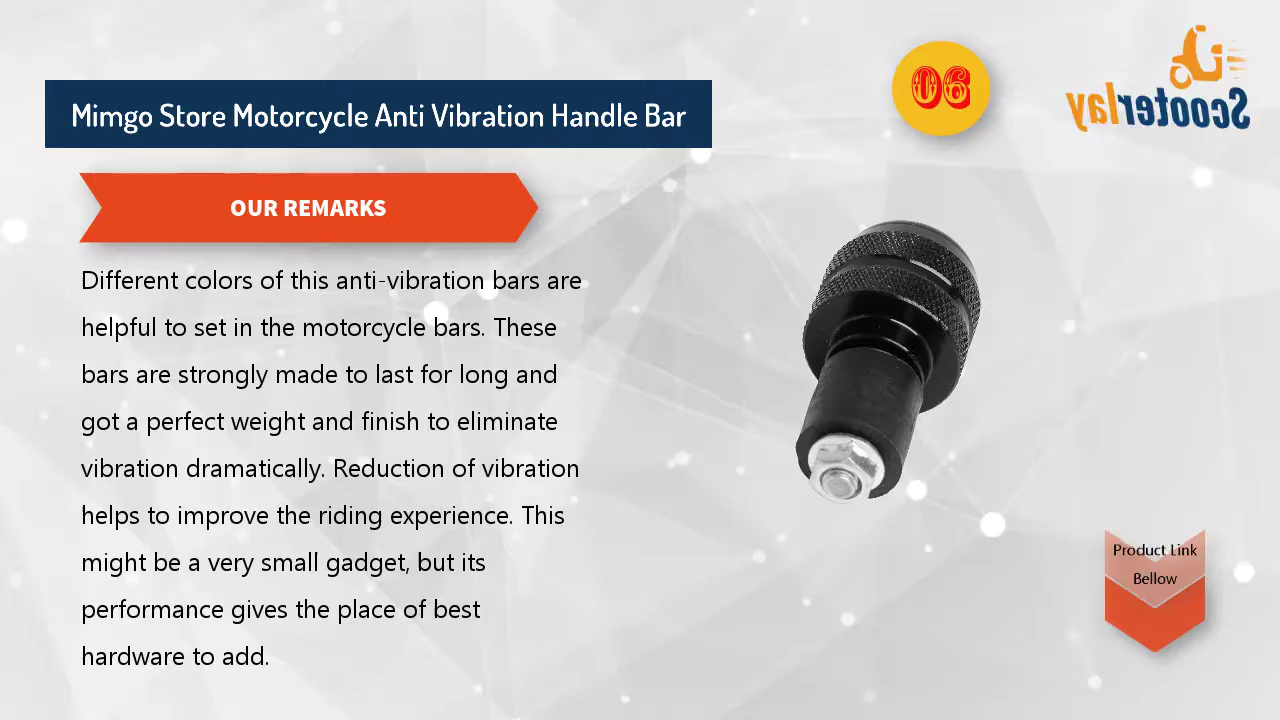 Mimgo Store Motorcycle Anti Vibration Handle Bar
06
Scooterlay
OUR REMARKS
Different colors of this anti-vibration bars are
helpful to set in the motorcycle bars. These
bars are strongly made to last for long and
got a perfect weight and finish to eliminate
vibration dramatically. Reduction of vibration
helps to improve the riding experience. This
might be a very small gadget, but its
performance gives the place of best
hardware to add.
Product Link
Bellow